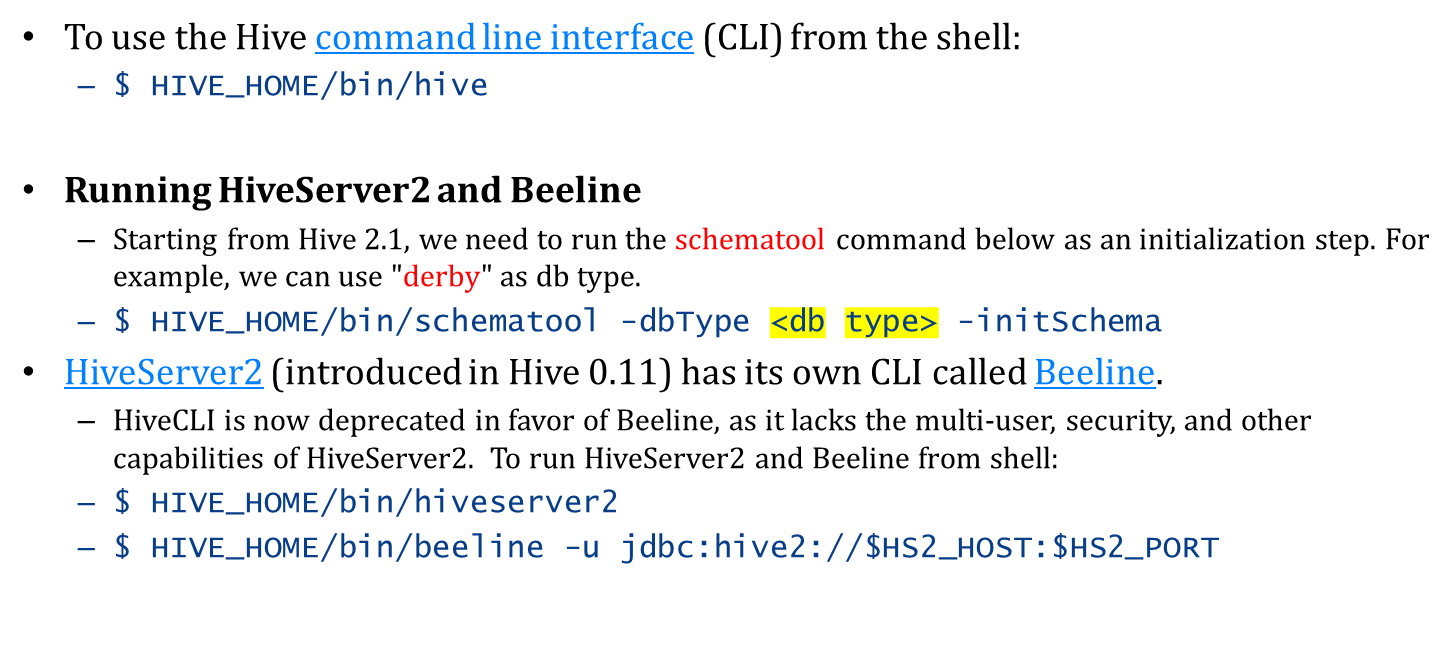 • To use the Hive command line interface (CLI) from the shell:
– $ HIVE_HOME/bin/hive
• Running HiveServer2 and Beeline
– Starting from Hive 2.1, we need to run the schematool command below as an initialization step. For
example, we can use "derby" as db type.
– $ HIVE_HOME/bin/schematool -dbType <db type> -initSchema
• HiveServer2 (introduced in Hive 0.11) has its own CLI called Beeline.
– HiveCLI is now deprecated in favor of Beeline, as it lacks the multi-user, security, and other
capabilities of HiveServer2. To run HiveServer2 and Beeline from shell:
– $ HIVE_HOME/bin/hiveserver2
– $ HIVE_HOME/bin/beeline -u jdbc:hive2://$HS2_HOST:$HS2_PORT